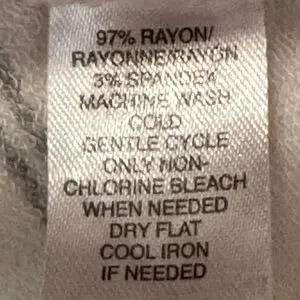 97% RAYON/
RAYONNE/RAYON
3% SPANDEX
MACHINE WASH
COLD
GENTLE CYCLE
ONLY NON-
CHLORINE BLEACH
WHEN NEEDED
DRY FLAT
COOL IRON
IF NEEDED